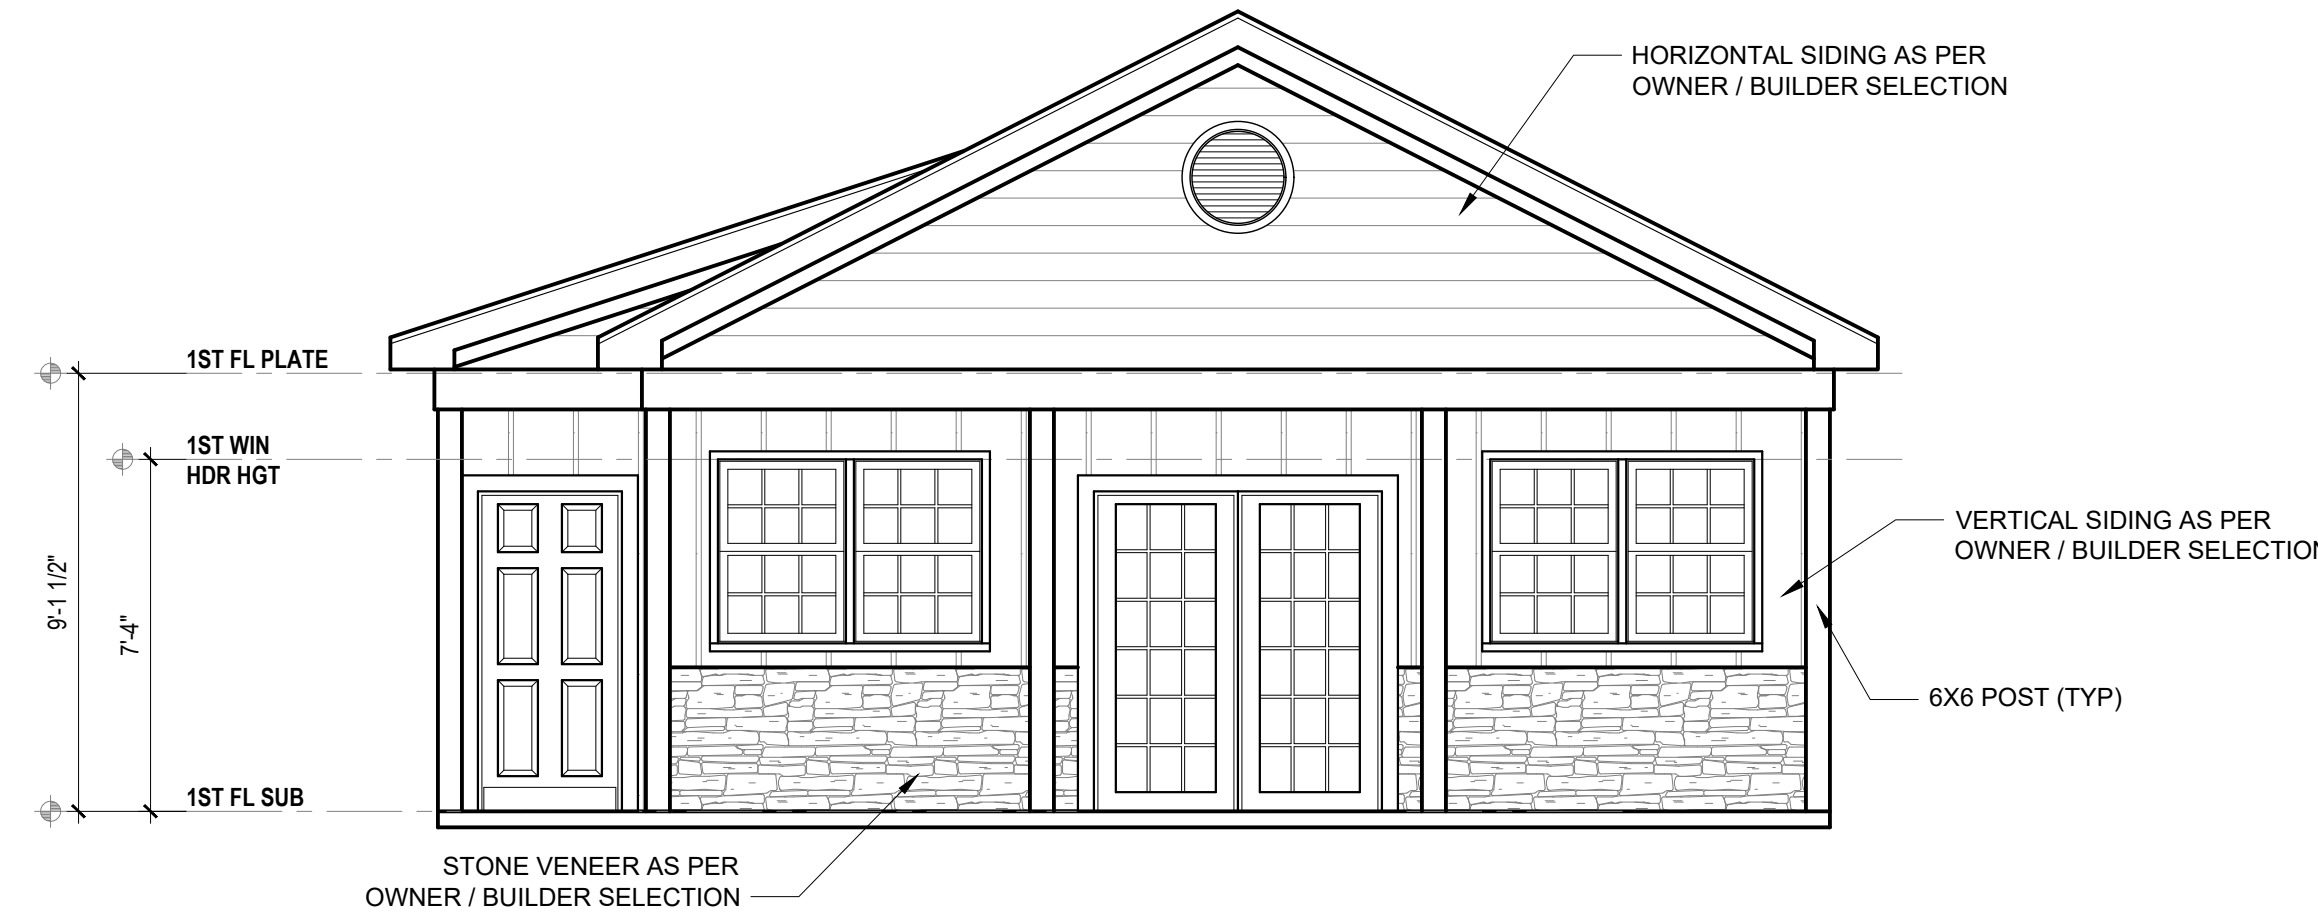 HORIZONTAL SIDING AS PER
OWNER / BUILDER SELECTION
1ST FL PLATE
1ST WIN
HDR HGT
9'-1 1/2"
7'-4"
VERTICAL SIDING AS PER
OWNER / BUILDER SELECTION
6X6 POST (TYP)
1ST FL SUB
STONE VENEER AS PER
OWNER / BUILDER SELECTION